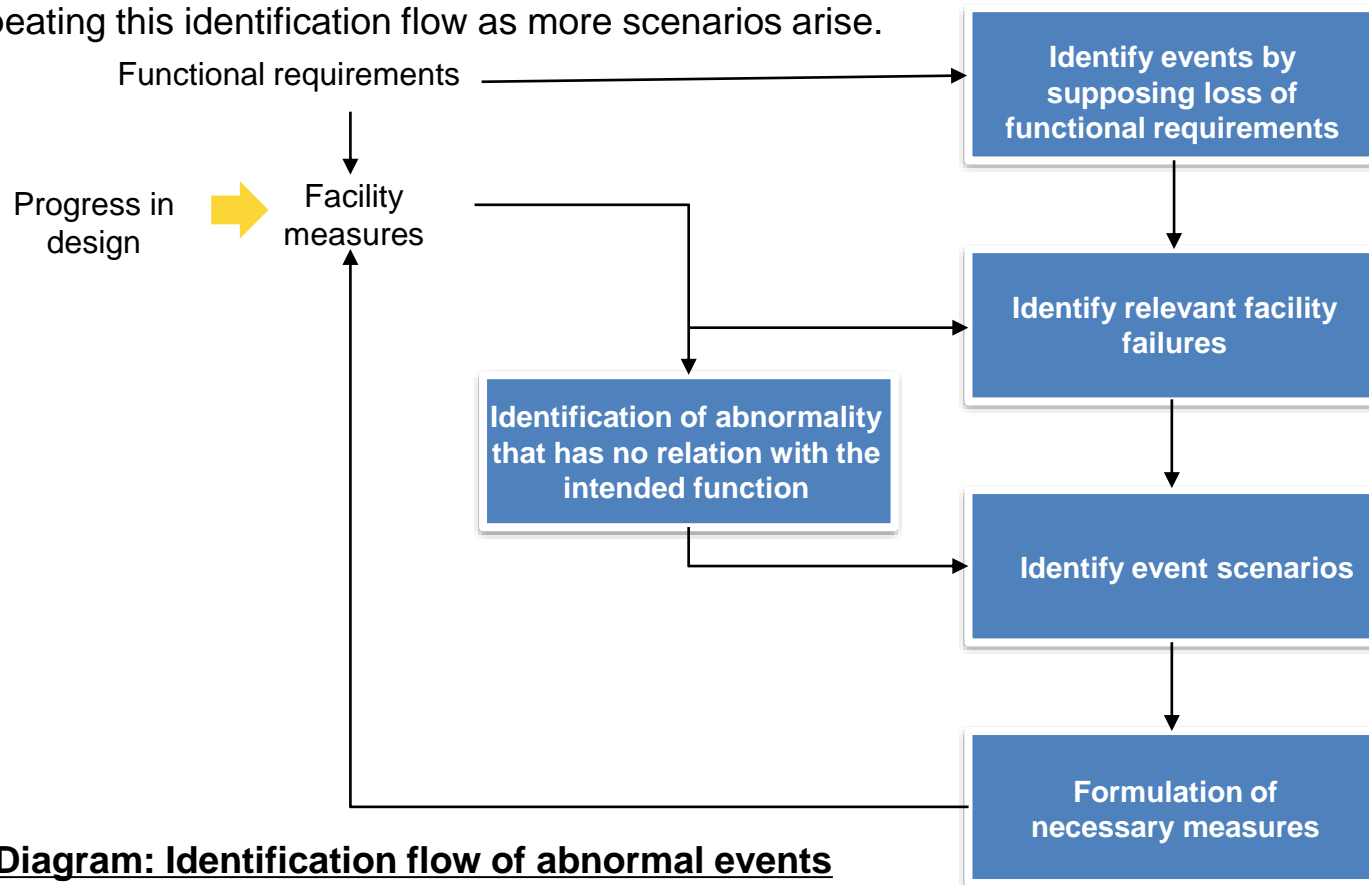 this identification flow as more scenarios arise.
Functional requirements
Identify events by
supposing loss of
functional requirements
Progress in
design
Facility
measures
Identify relevant facility
failures
Identification of abnormality
that has no relation with the
intended function
Identify event scenarios
Formulation of
necessary measures
Diagram: Identification flow of abnormal events